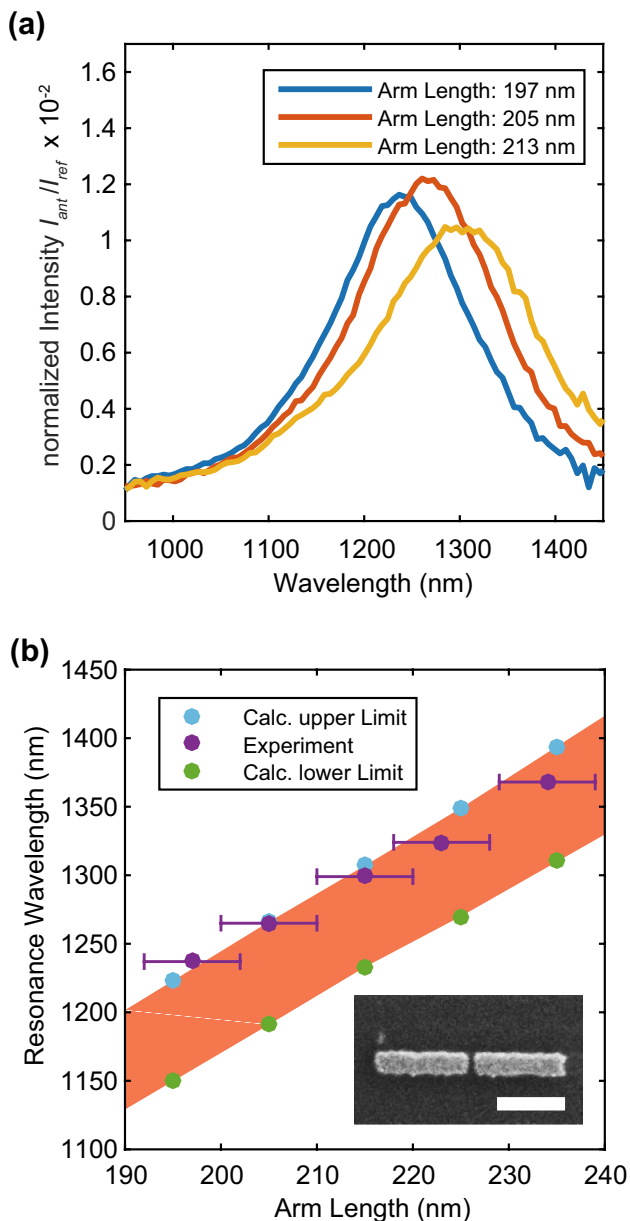 (a)
1.6
1.4
1.2
1
0.8
0.6
0.4
0.2
0
normalized Intensity I_ant/I_ref x 10^-2
Arm Length: 197 nm
Arm Length: 205 nm
Arm Length: 213 nm
1000 1100 1200 1300 1400
Wavelength (nm)
(b)
1450
1400
1350
1300
1250
1200
1150
1100
Resonance Wavelength (nm)
Calc. upper Limit
Experiment
Calc. lower Limit
190 200 210 220 230 240
Arm Length (nm)